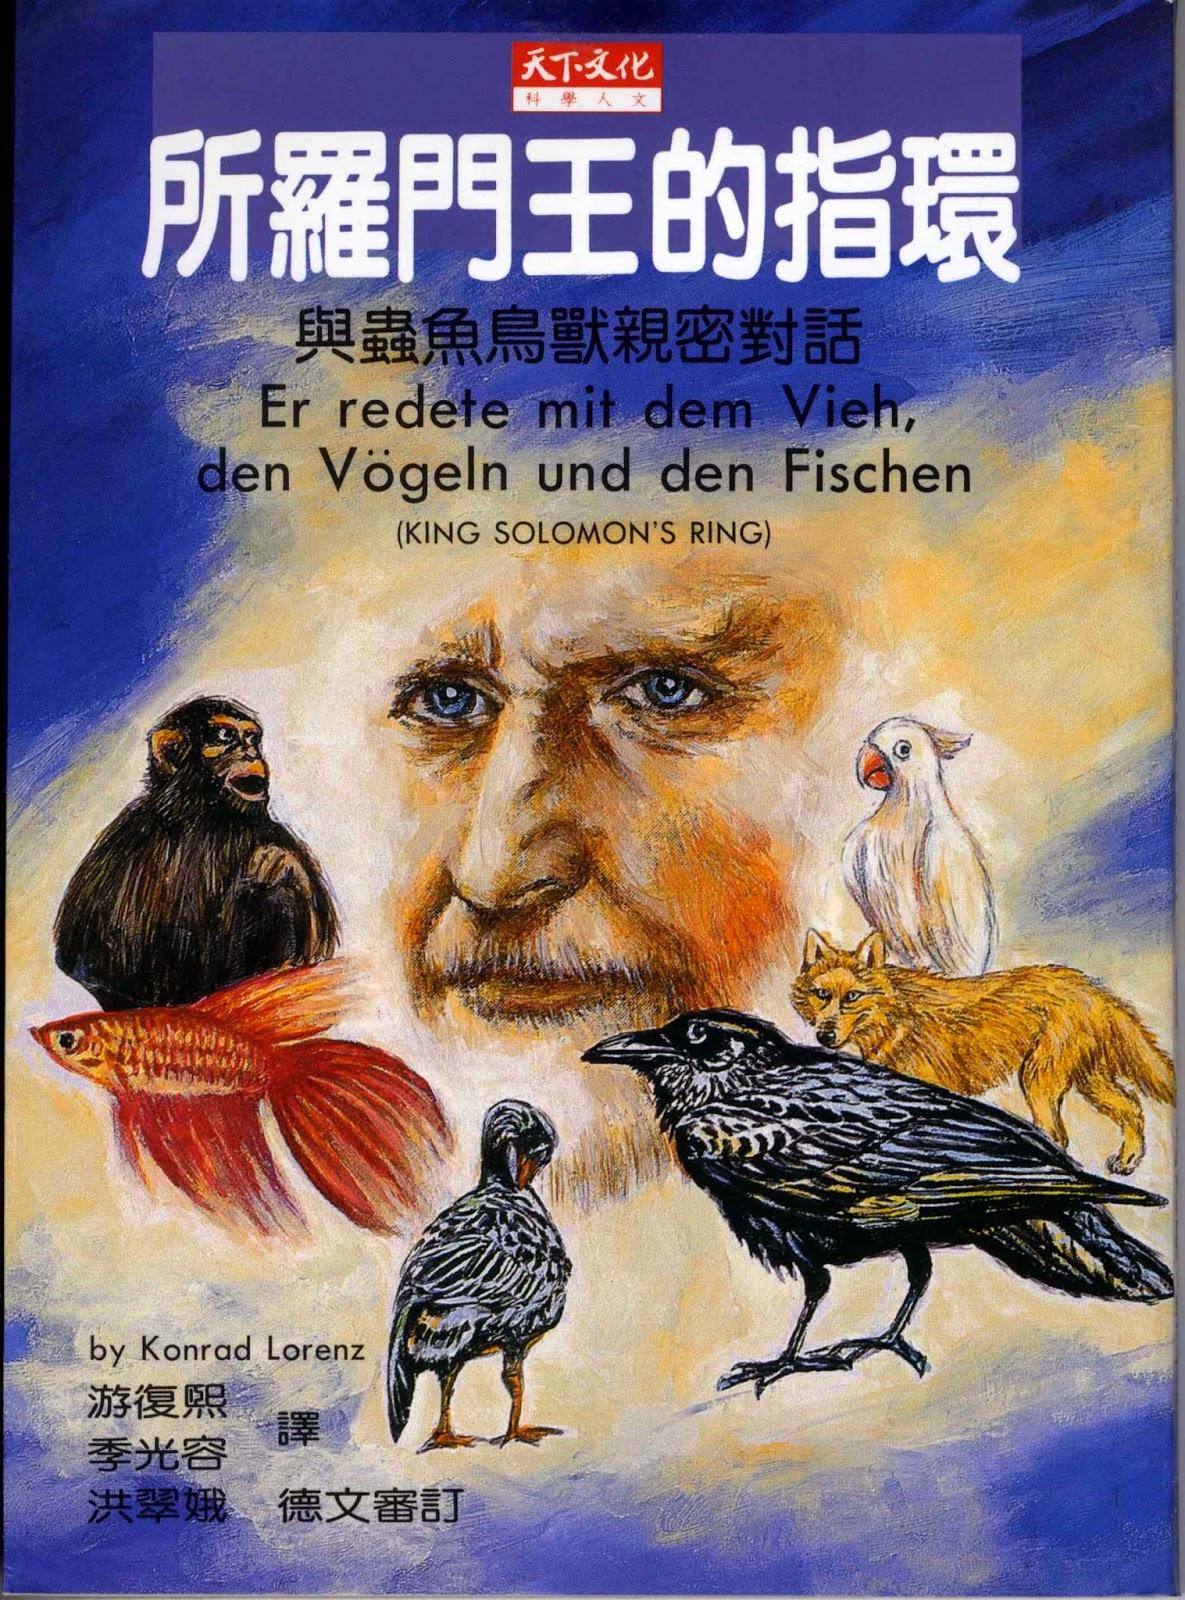 天下文化
科學人文
所羅門王的指環
與蟲魚鳥獸親密對話
Er redete mit dem Vieh,
den Vögeln und den Fischen
(KING SOLOMON'S RING)
by Konrad Lorenz
游復熙
季光容 譯
洪翠娥 德文審訂